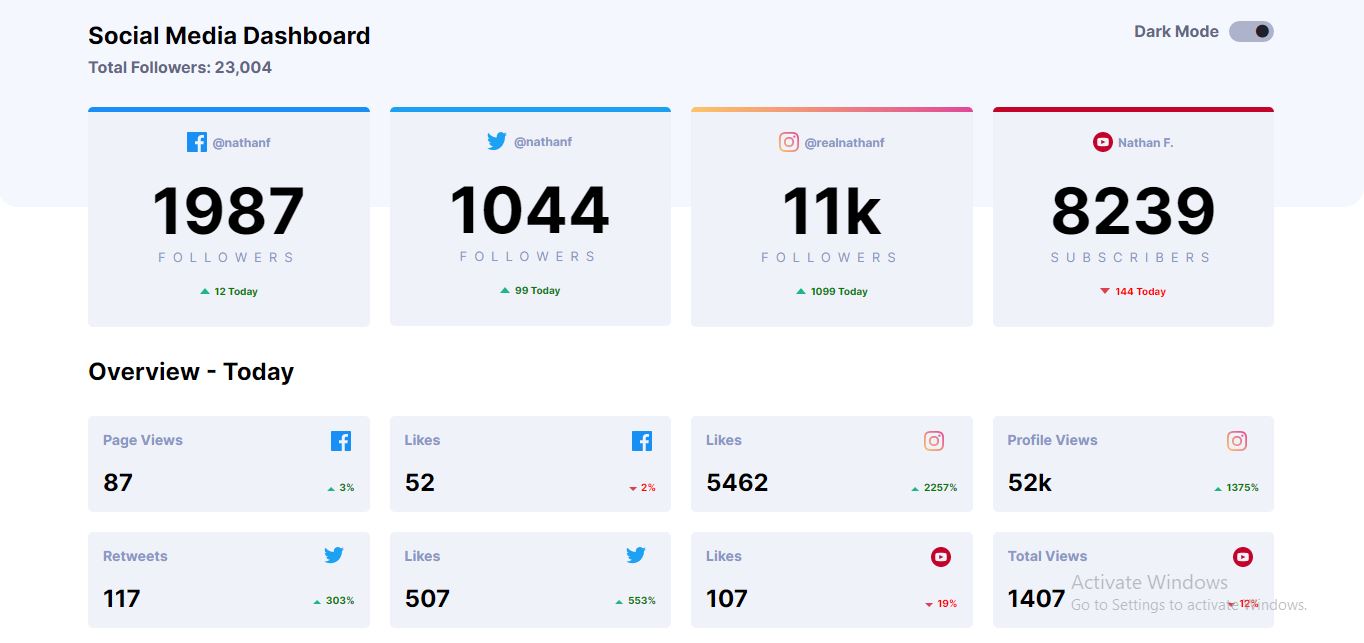 Social Media Dashboard
Dark Mode
Total Followers: 23,004
@nathanf
@nathanf
@realnathanf
Nathan F.
1987
1044
11k
8239
FOLLOWERS
FOLLOWERS
FOLLOWERS
SUBSCRIBERS
12 Today
99 Today
1099 Today
144 Today
Overview - Today
Page Views
Likes
Likes
Profile Views
87
3%
52
2%
5462
2257%
52k
1375%
Retweets
Likes
Likes
Total Views
117
303%
507
553%
107
19%
1407
12%
Activate Windows
Go to Settings to activate Windows.